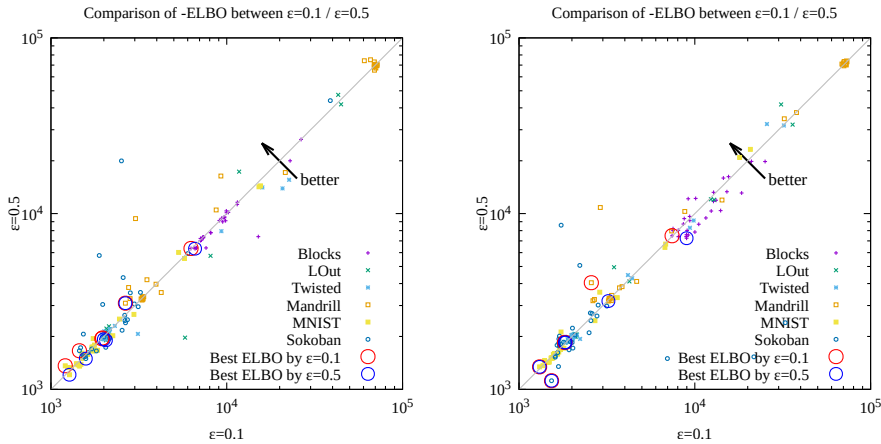 Comparison of -ELBO between ε=0.1 / ε=0.5
10^5
10^4
10^3
ε=0.5
better
Blocks
LOut
Twisted
Mandrill
MNIST
Sokoban
Best ELBO by ε=0.1
Best ELBO by ε=0.5
10^3
10^4
10^5
ε=0.1
Comparison of -ELBO between ε=0.1 / ε=0.5
10^5
10^4
10^3
ε=0.5
better
Blocks
LOut
Twisted
Mandrill
MNIST
Sokoban
Best ELBO by ε=0.1
Best ELBO by ε=0.5
10^3
10^4
10^5
ε=0.1